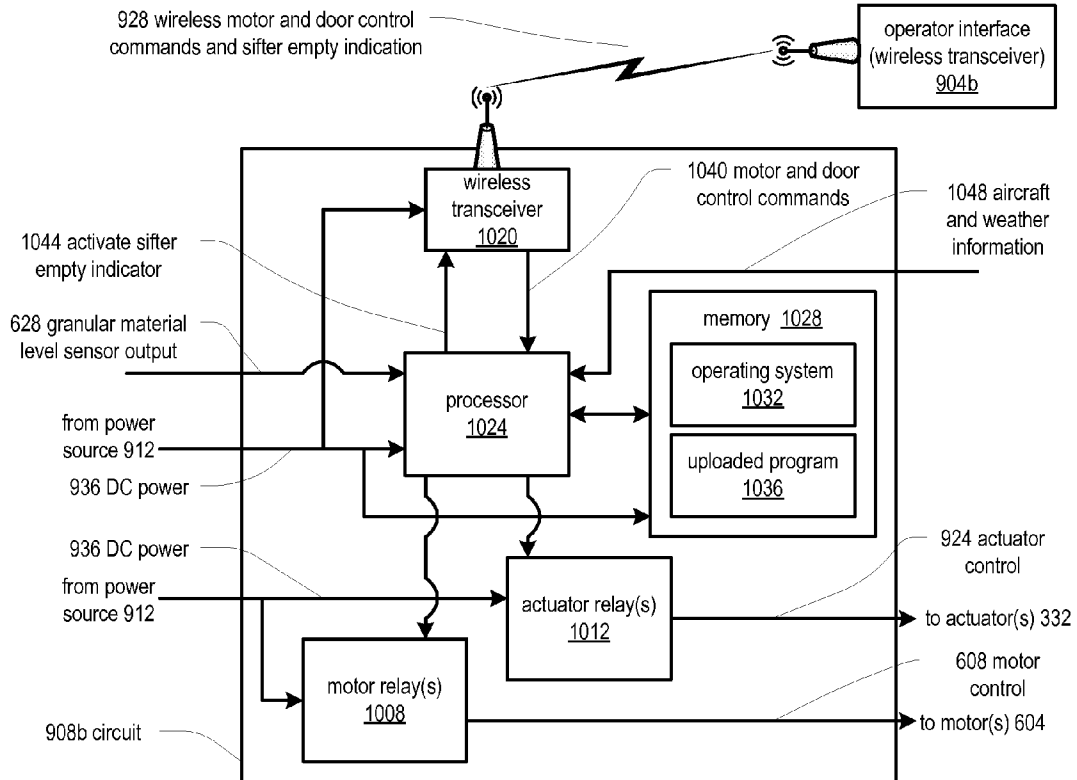 928 wireless motor and door control
commands and sifter empty indication
operator interface
(wireless transceiver)
904b
wireless
transceiver
1020
1040 motor and door
control commands
1048 aircraft
and weather
information
1044 activate sifter
empty indicator
628 granular material
level sensor output
memory 1028
operating system
1032
uploaded program
1036
processor
1024
from power
source 912
936 DC power
936 DC power
from power
source 912
actuator relay(s)
1012
924 actuator
control
to actuator(s) 332
motor relay(s)
1008
608 motor
control
to motor(s) 604
908b circuit